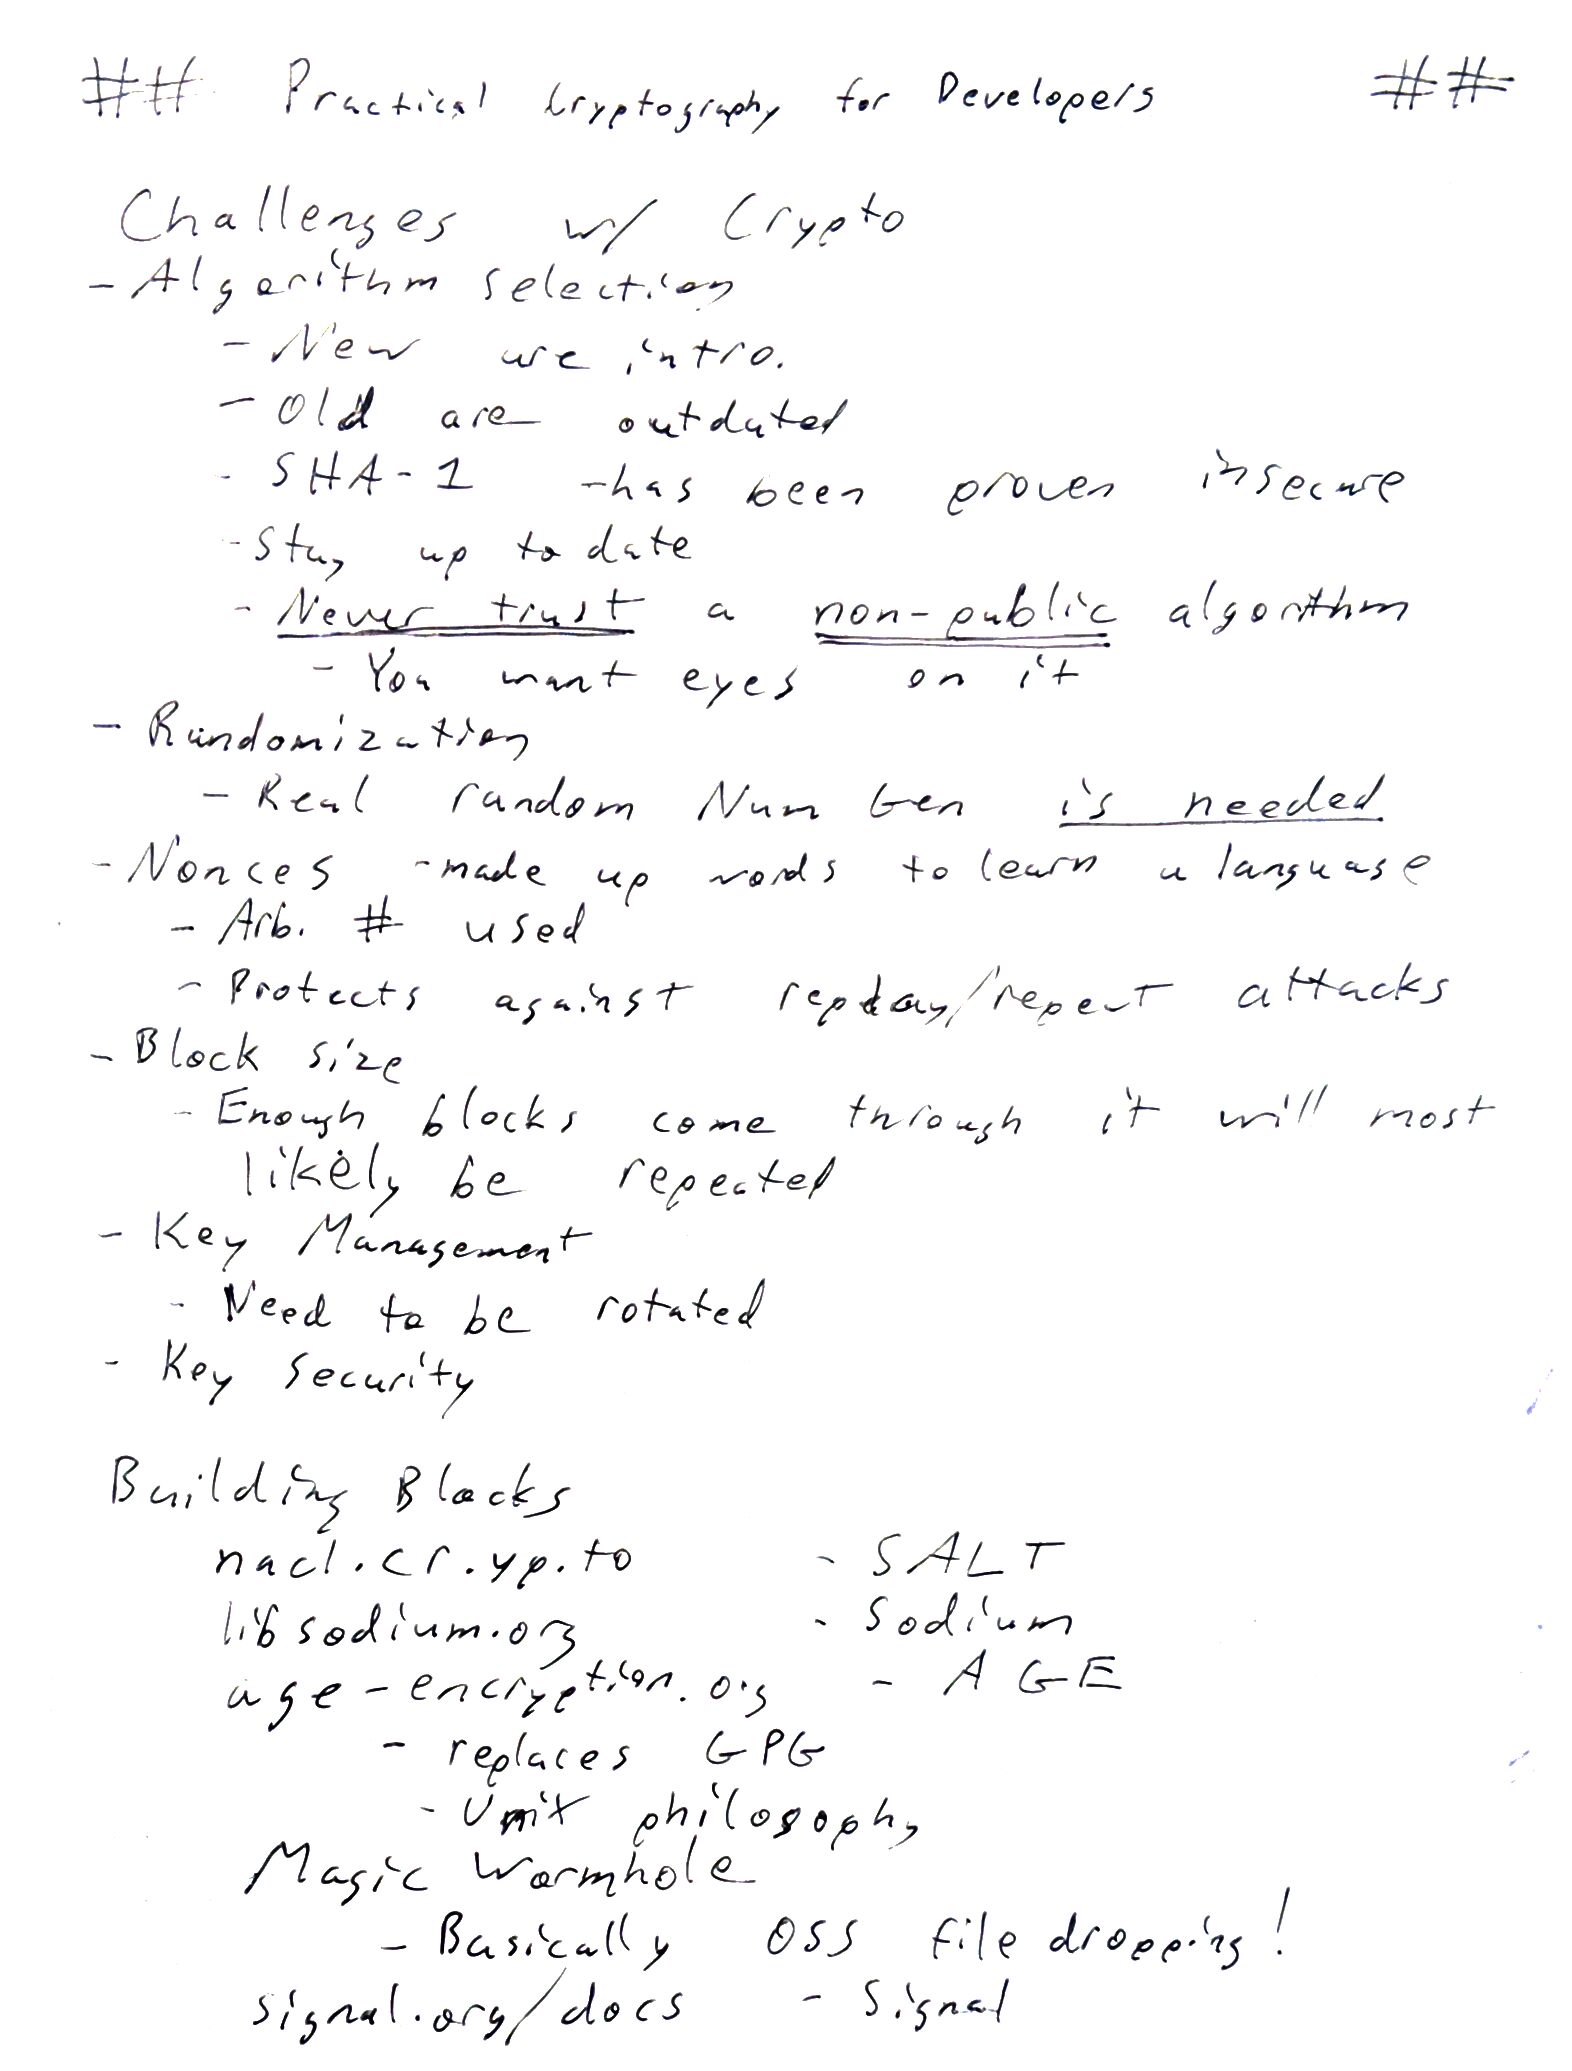 ## Practical Cryptography for Developers ##
Challenges w/ Crypto
- Algorithm selection
- New are intro.
- Old are outdated
- SHA-1 - has been proven insecure
- Stay up to date
- Never trust a non-public algorithm
- You want eyes on it
- Randomization
- Real random Num Gen is needed
- Nonces - made up words to learn a language
- Arb. # used
- Protects against replay/repeat attacks
- Block size
- Enough blocks come through it will most
likely be repeated
- Key Management
- Need to be rotated
- Key security
Building Blocks
nacl.cr.yp.to - SALT
libsodium.org - Sodium
age-encryption.org - AGE
- replaces GPG
- Unix philosophy
Magic Wormhole
- Basically OSS file dropping!
signal.org/docs - Signal